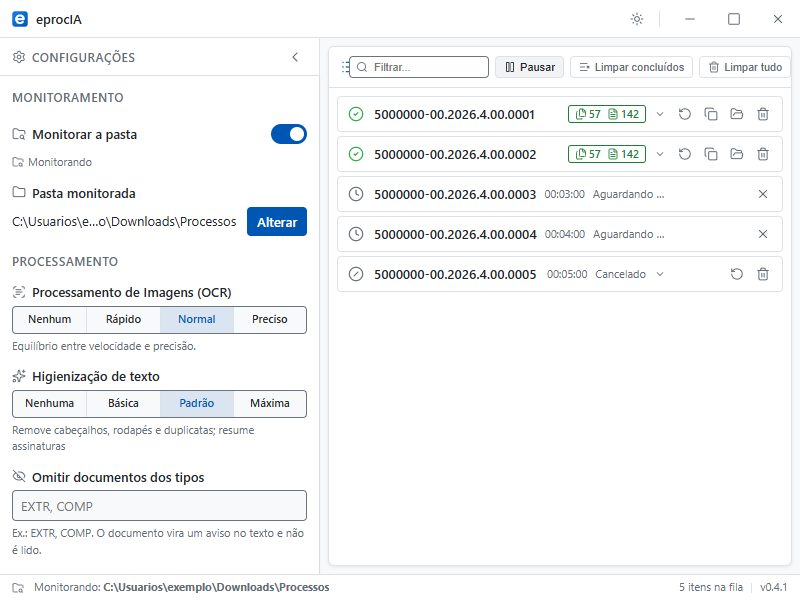 eprocIA
CONFIGURAÇÕES
MONITORAMENTO
Monitorar a pasta
Monitorando
Pasta monitorada
C:\Usuarios\e...o\Downloads\Processos
Alterar
PROCESSAMENTO
Processamento de Imagens (OCR)
Nenhum Rápido Normal Preciso
Equilíbrio entre velocidade e precisão.
Higienização de texto
Nenhuma Básica Padrão Máxima
Remove cabeçalhos, rodapés e duplicatas; resume
assinaturas
Omitir documentos dos tipos
EXTR, COMP
Ex.: EXTR, COMP. O documento vira um aviso no texto e não
é lido.
Filtrar... Pausar Limpar concluídos Limpar tudo
5000000-00.2026.4.00.0001 57 142
5000000-00.2026.4.00.0002 57 142
5000000-00.2026.4.00.0003 00:03:00 Aguardando ...
5000000-00.2026.4.00.0004 00:04:00 Aguardando ...
5000000-00.2026.4.00.0005 00:05:00 Cancelado
Monitorando: C:\Usuarios\exemplo\Downloads\Processos
5 itens na fila v0.4.1